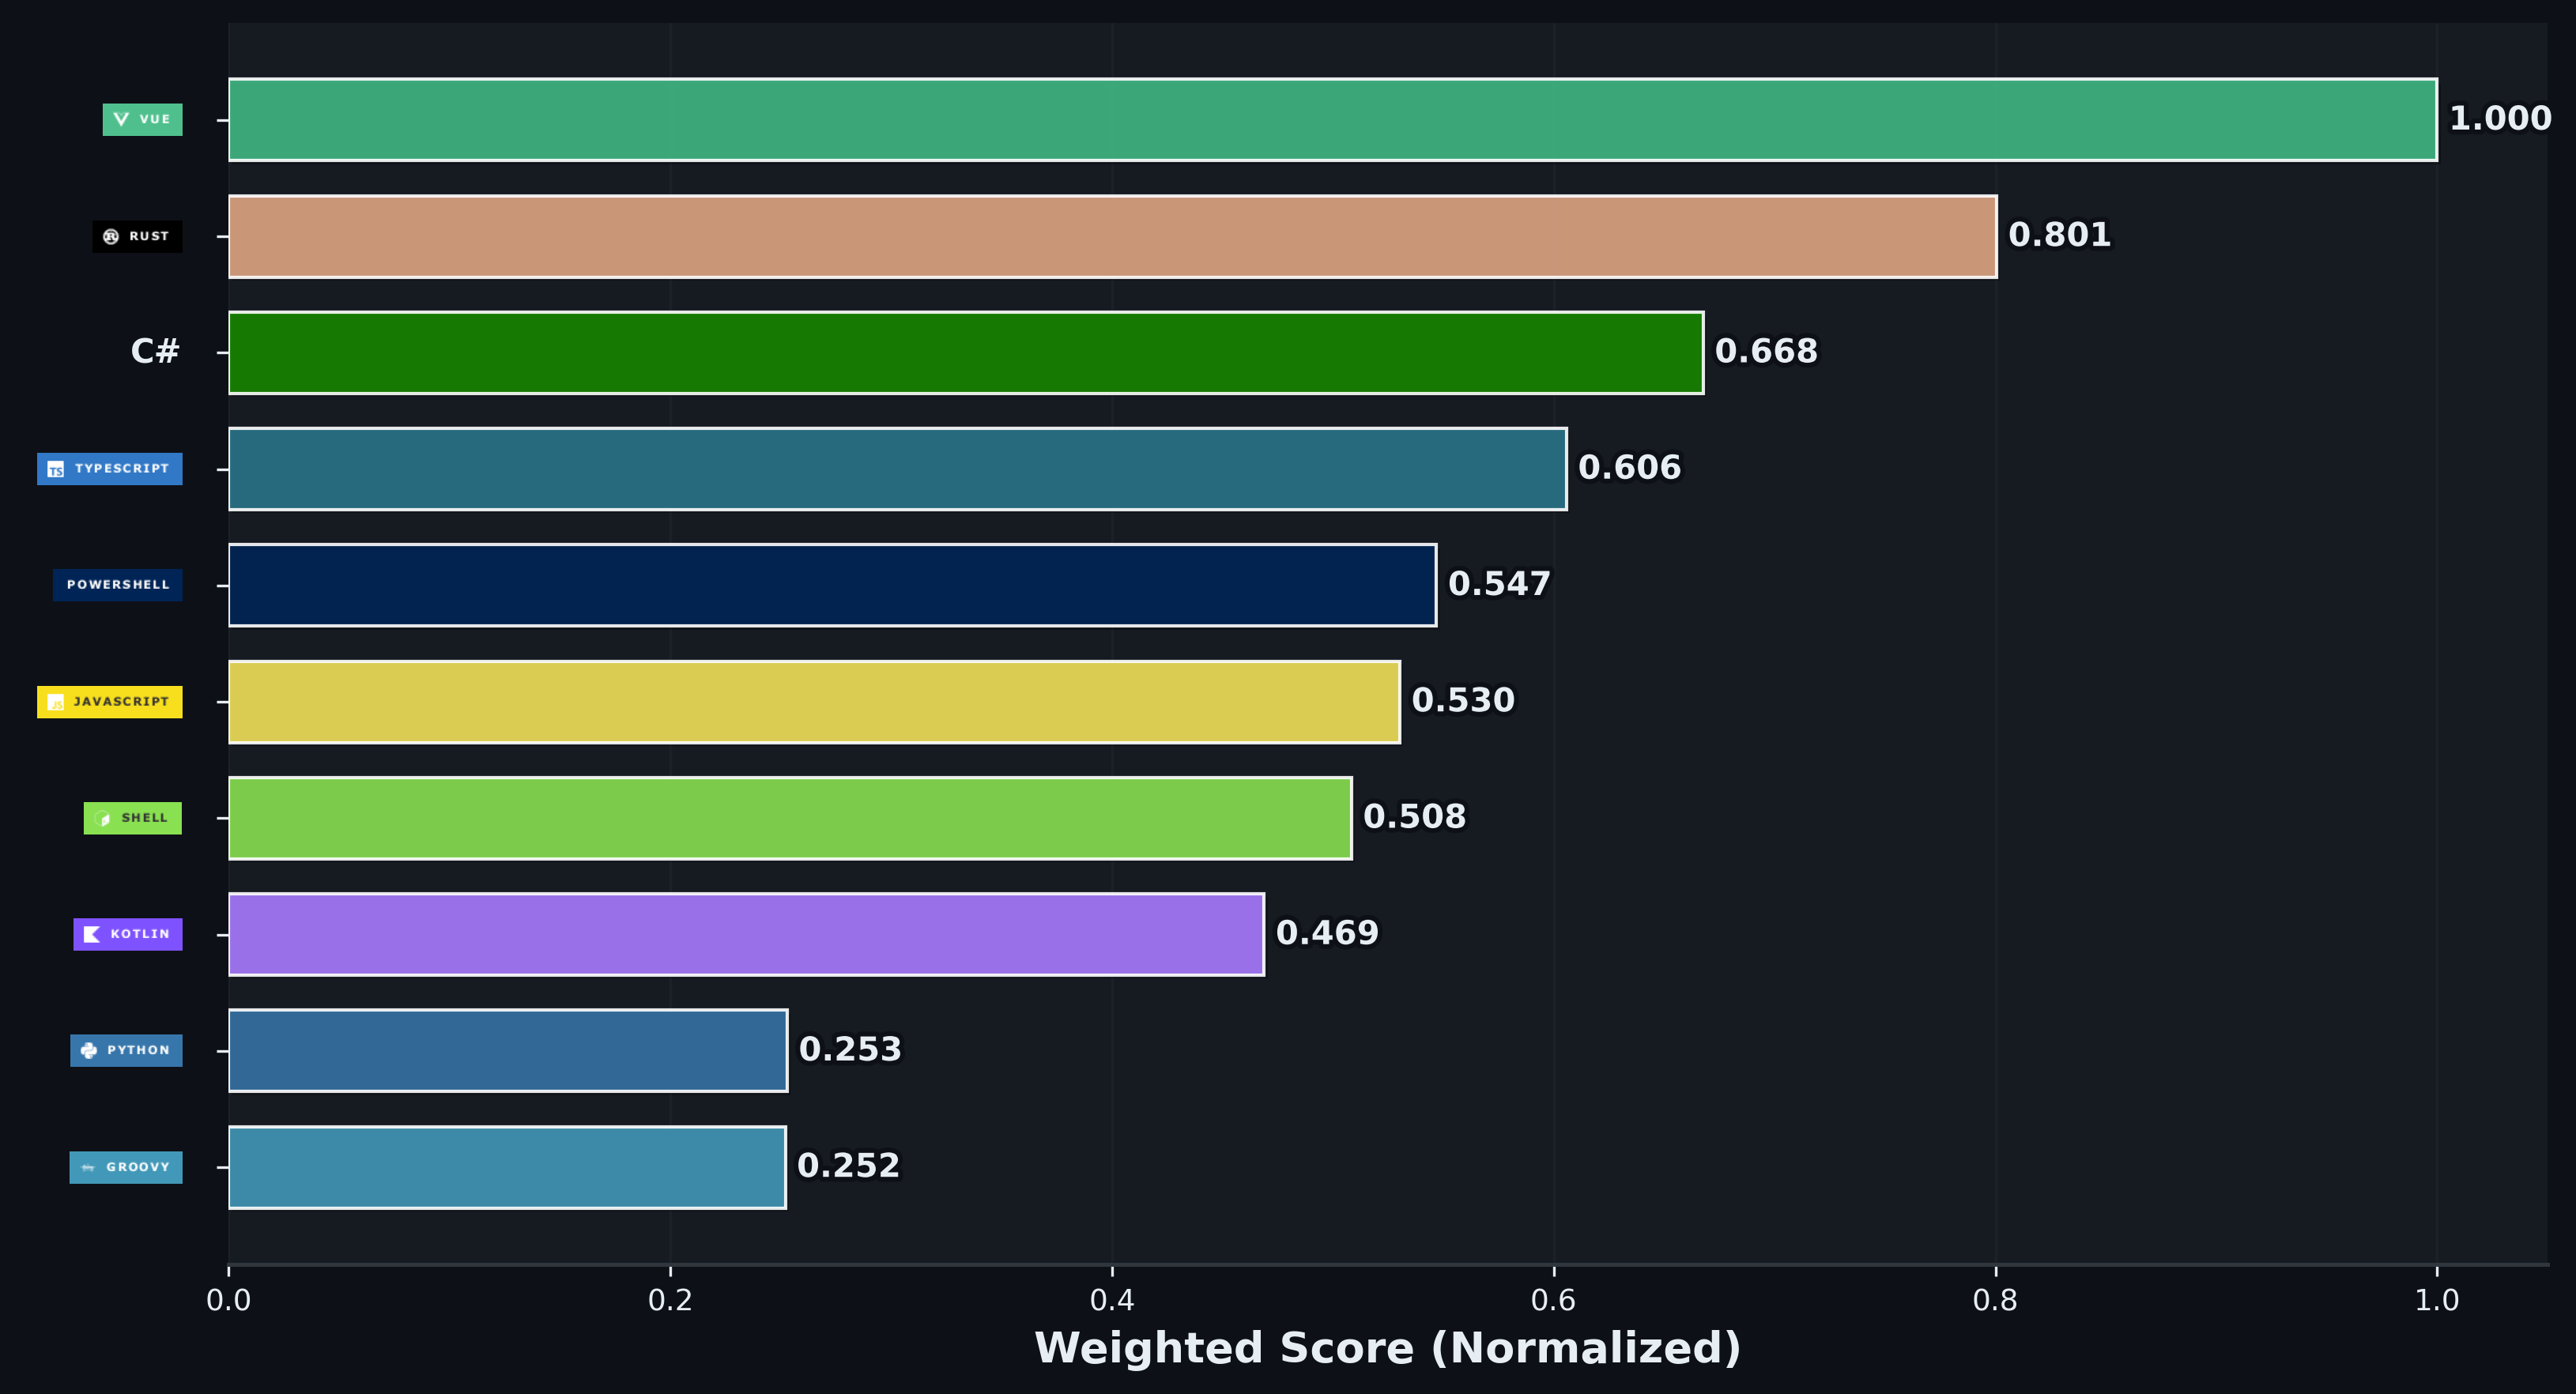 VUE
1.000
RUST
0.801
C#
0.668
TS TYPESCRIPT
0.606
POWERSHELL
0.547
JS JAVASCRIPT
0.530
SHELL
0.508
KOTLIN
0.469
PYTHON
0.253
GROOVY
0.252
0.0 0.2 0.4 0.6 0.8 1.0
Weighted Score (Normalized)